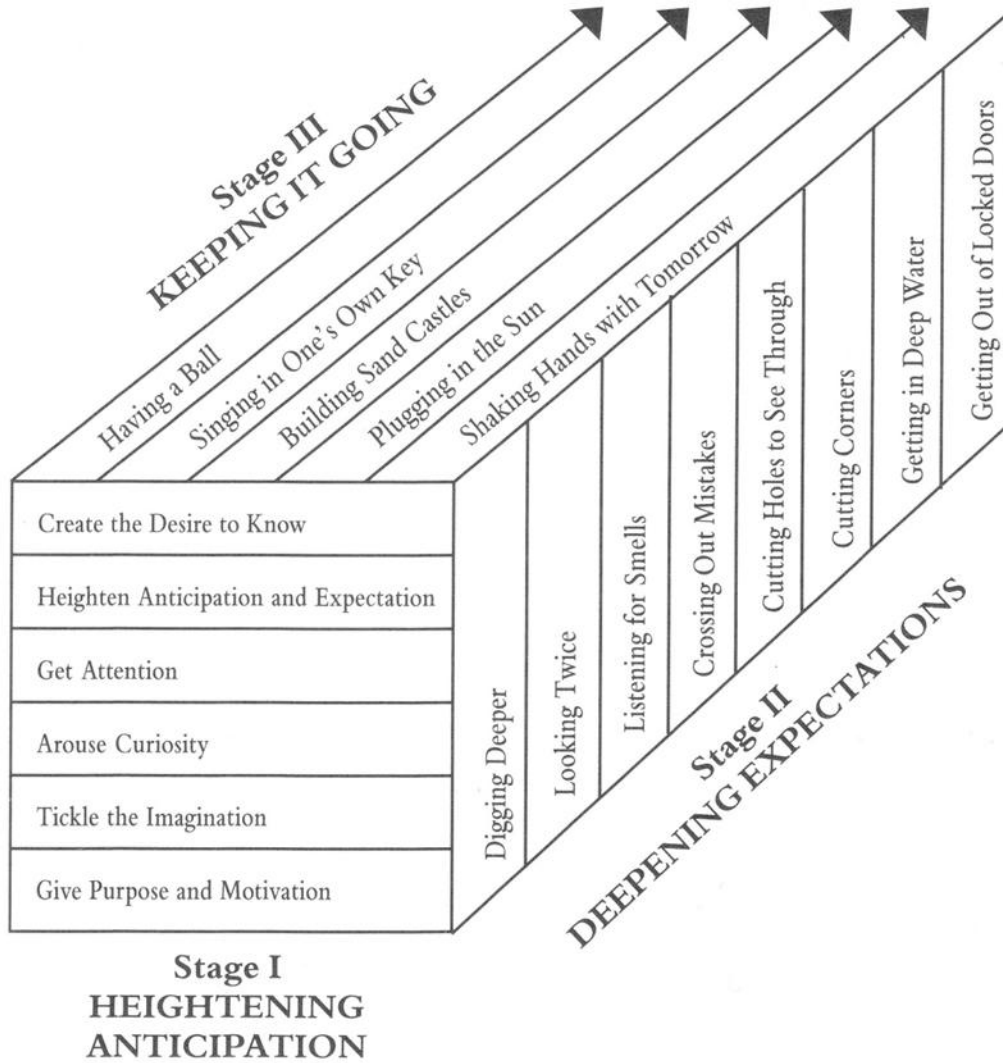 Stage III
KEEPING IT GOING
Having a Ball
Singing in One's Own Key
Building Sand Castles
Plugging in the Sun
Shaking Hands with Tomorrow
Create the Desire to Know
Heighten Anticipation and Expectation
Get Attention
Arouse Curiosity
Tickle the Imagination
Give Purpose and Motivation
Stage I
HEIGHTENING
ANTICIPATION
Digging Deeper
Looking Twice
Listening for Smells
Crossing Out Mistakes
Cutting Holes to See Through
Cutting Corners
Getting in Deep Water
Getting Out of Locked Doors
Stage II
DEEPENING EXPECTATIONS